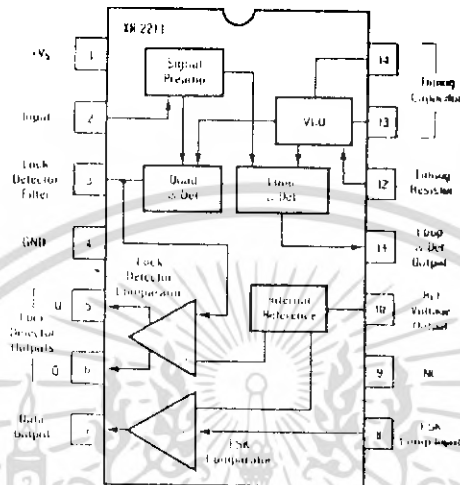 XR-2211
+VS
1
Signal
Preamp
14
Timing
Capacitor
Input
2
VCO
13
Lock
Detector
Filter
3
Quad
ø Det
Loop
ø Det
12
Timing
Resistor
GND
4
11
Loop
ø Det
Output
Lock
Detector
Comparator
Q
5
Lock
Detector
Outputs
Internal
Reference
10
Ref
Voltage
Output
Q
6
9
NC
Data
Output
7
FSK
Comparator
8
FSK
Comp Input